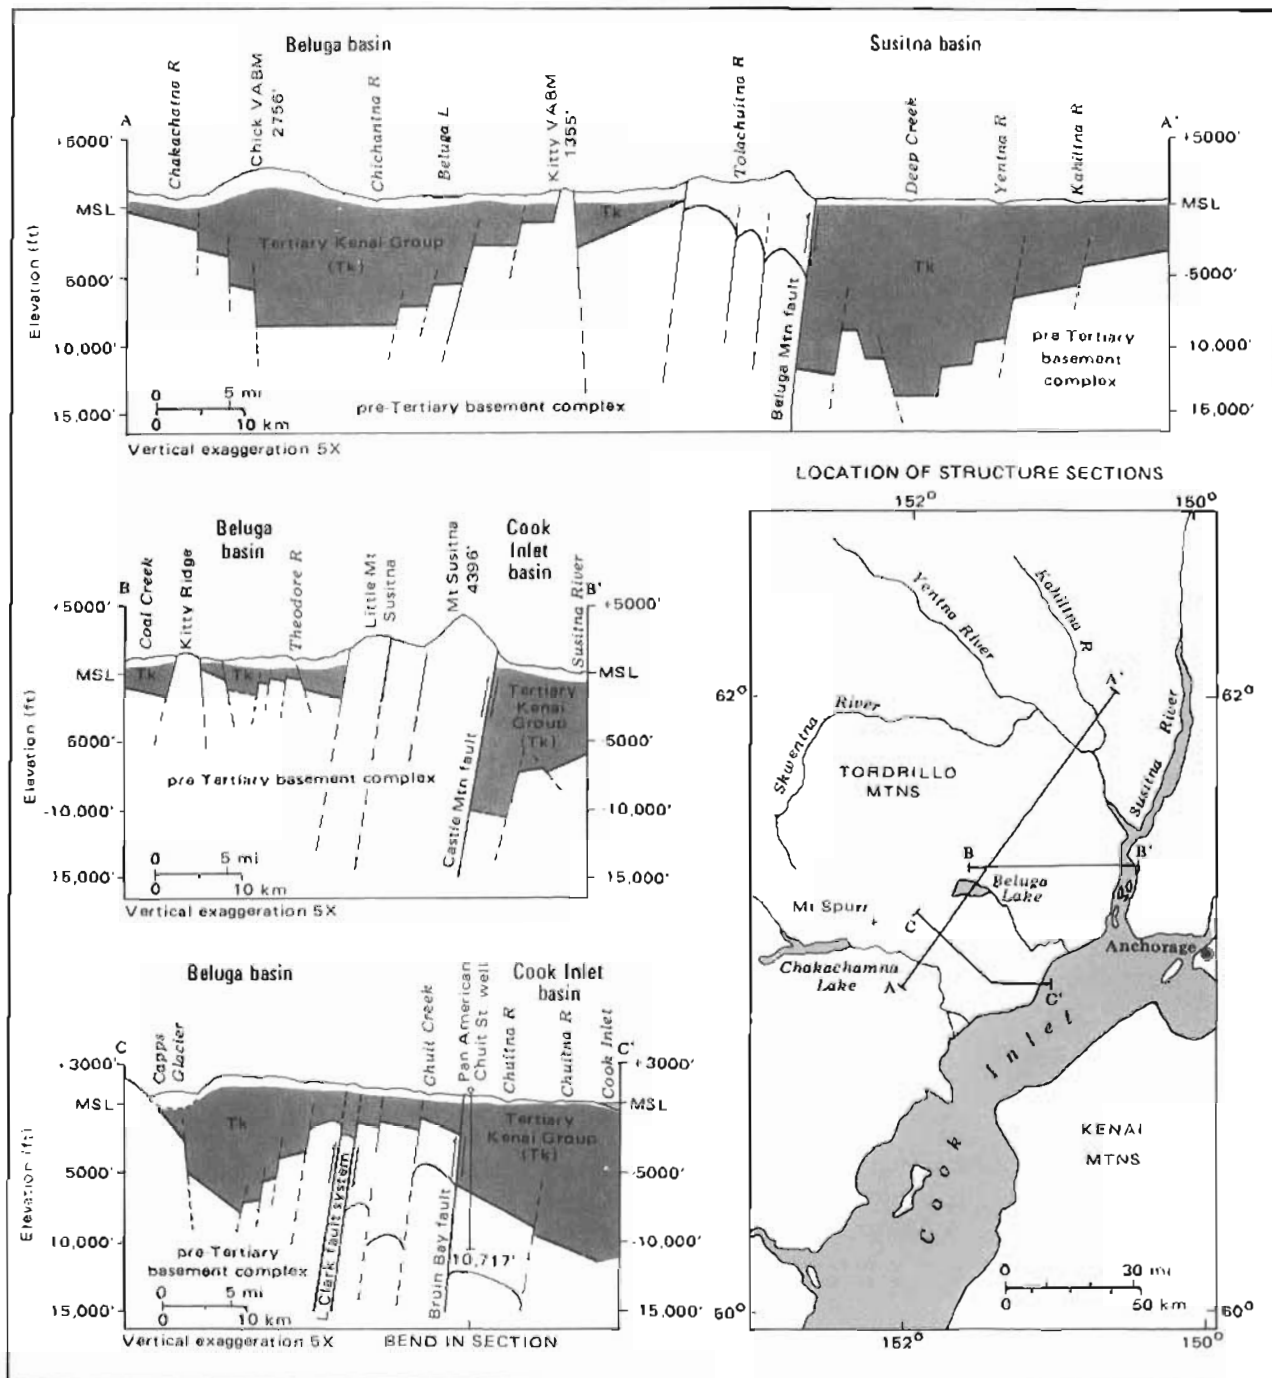 Beluga basin
Susitna basin
Chakachatna R
Chick VABM
2756'
Chichantna R
Beluga L
Kitty VABM
1355'
Tolachuitna R
Deep Creek
Yentna R
Kahiltna R
A
A'
+5000'
MSL
5000'
10,000'
15,000'
Elevation (ft)
+5000'
MSL
-5000'
10,000'
15,000'
Elevation (ft)
Tertiary Kenai Group
(Tk)
Tk
Tk
Beluga Mtn fault
pre-Tertiary basement complex
pre Tertiary
basement
complex
0 5 mi
0 10 km
Vertical exaggeration 5X
Beluga
basin
Cook
Inlet
basin
Coal Creek
Kitty Ridge
Theodore R
Little Mt
Susitna
Mt Susitna
4396'
Susitna River
B
B'
+5000'
MSL
5000'
-10,000'
15,000'
Elevation (ft)
+5000'
MSL
-5000'
-10,000'
15,000'
Elevation (ft)
Tk
Tk
Tertiary
Kenai
Group
(Tk)
Castle Mtn fault
pre Tertiary basement complex
0 5 mi
0 10 km
Vertical exaggeration 5X
Beluga basin
Cook Inlet
basin
Capps
Glacier
Chuit Creek
Pan American
Chuit St. well
Chuitna R
Chuitna R
Cook Inlet
C
C'
+3000'
MSL
5000'
10,000'
15,000'
Elevation (ft)
+3000'
MSL
-5000'
-10,000'
15,000'
Elevation (ft)
Tk
Tertiary
Kenai Group
(Tk)
L Clark fault system
Bruin Bay fault
10,717'
pre-Tertiary
basement complex
0 5 mi
0 10 km
Vertical exaggeration 5X
BEND IN SECTION
LOCATION OF STRUCTURE SECTIONS
152°
150°
62°
62°
Yentna River
Kahiltna R
Skwentna River
Susitna River
TORDRILLO
MTNS
A'
B
B'
Beluga
Lake
Mt Spurr
C
Chakachamna
Lake
A
C'
Anchorage
Cook Inlet
KENAI
MTNS
0 30 mi
0 50 km
60°
60°
152°
150°